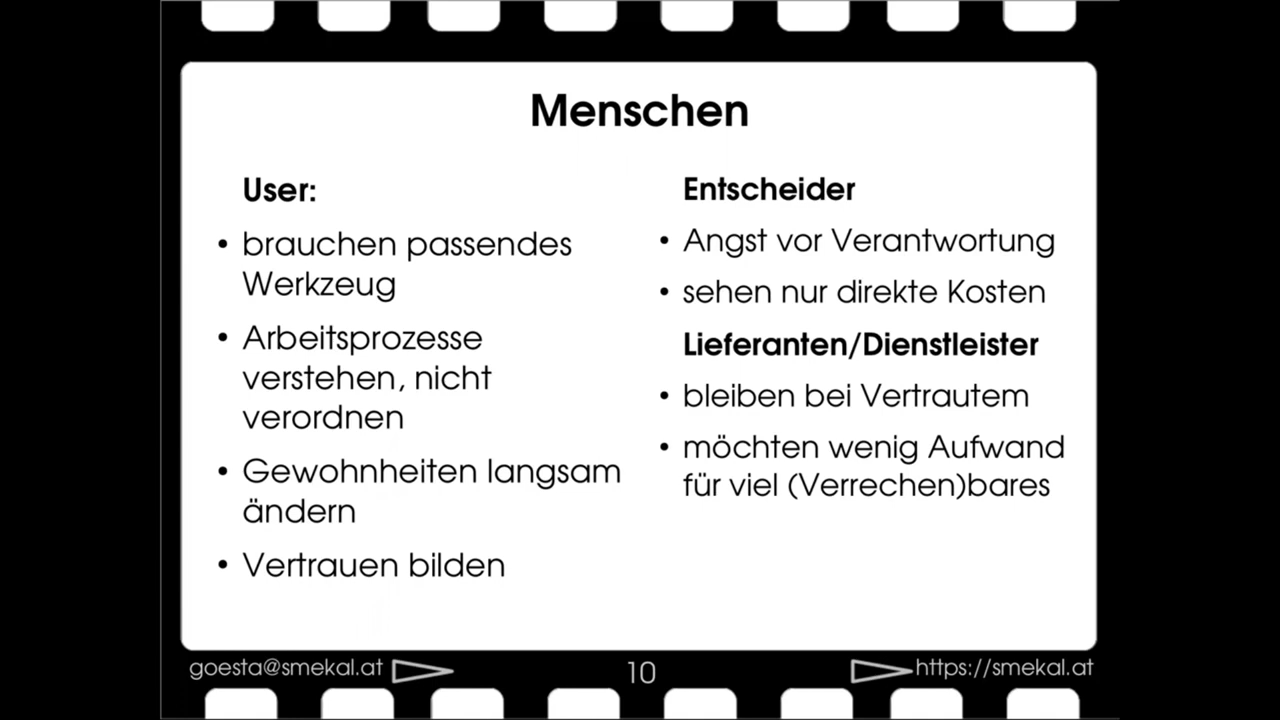 Menschen
User:
• brauchen passendes
Werkzeug
• Arbeitsprozesse
verstehen, nicht
verordnen
• Gewohnheiten langsam
ändern
• Vertrauen bilden
Entscheider
• Angst vor Verantwortung
• sehen nur direkte Kosten
Lieferanten/Dienstleister
• bleiben bei Vertrautem
• möchten wenig Aufwand
für viel (Verrechen)bares
goesta@smekal.at
10
https://smekal.at